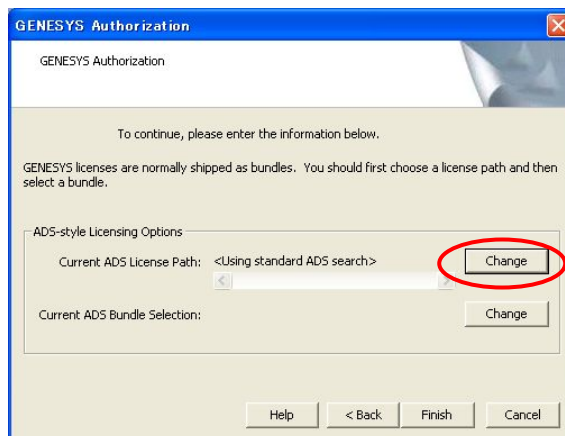 GENESYS Authorization
GENESYS Authorization
To continue, please enter the information below.
GENESYS licenses are normally shipped as bundles. You should first choose a license path and then
select a bundle.
ADS-style Licensing Options
Current ADS License Path: <Using standard ADS search> Change
Current ADS Bundle Selection: Change
Help < Back Finish Cancel